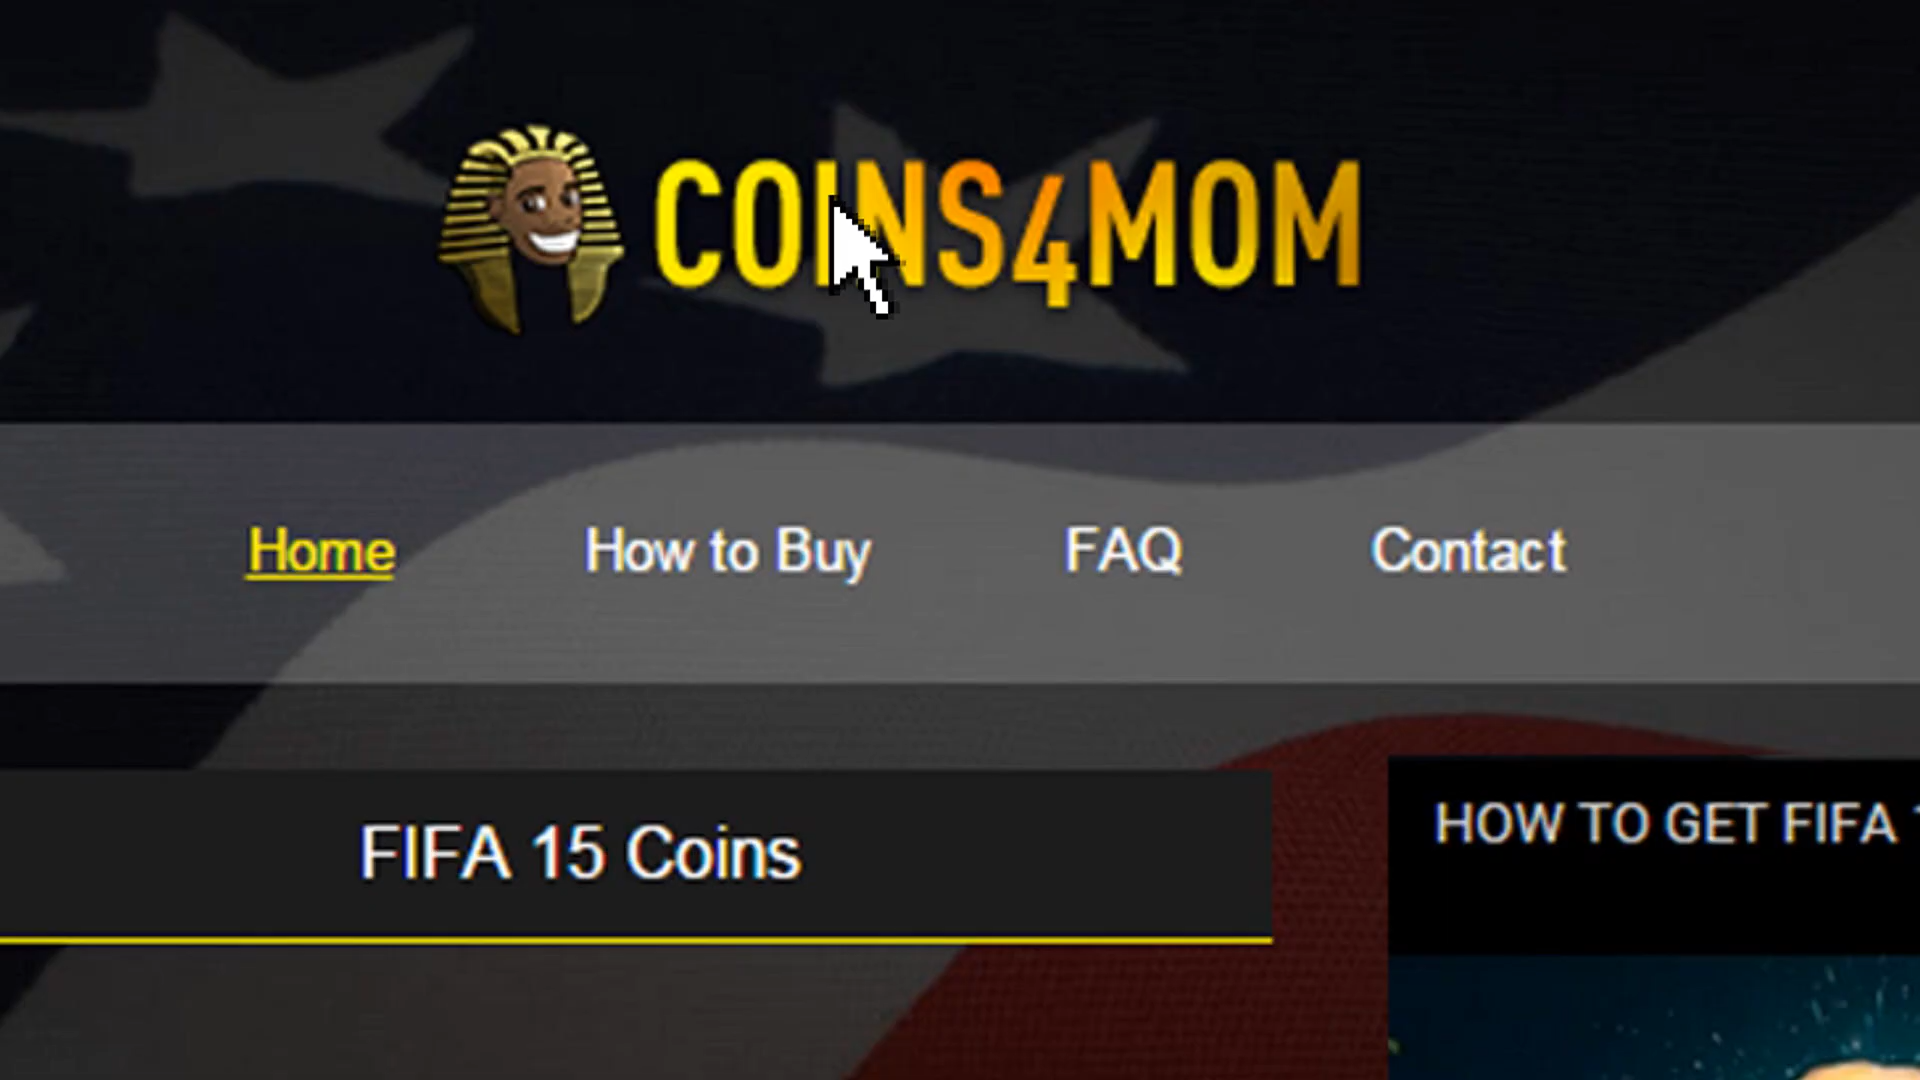 COINS4MOM
Home How to Buy FAQ Contact
FIFA 15 Coins
HOW TO GET FIFA